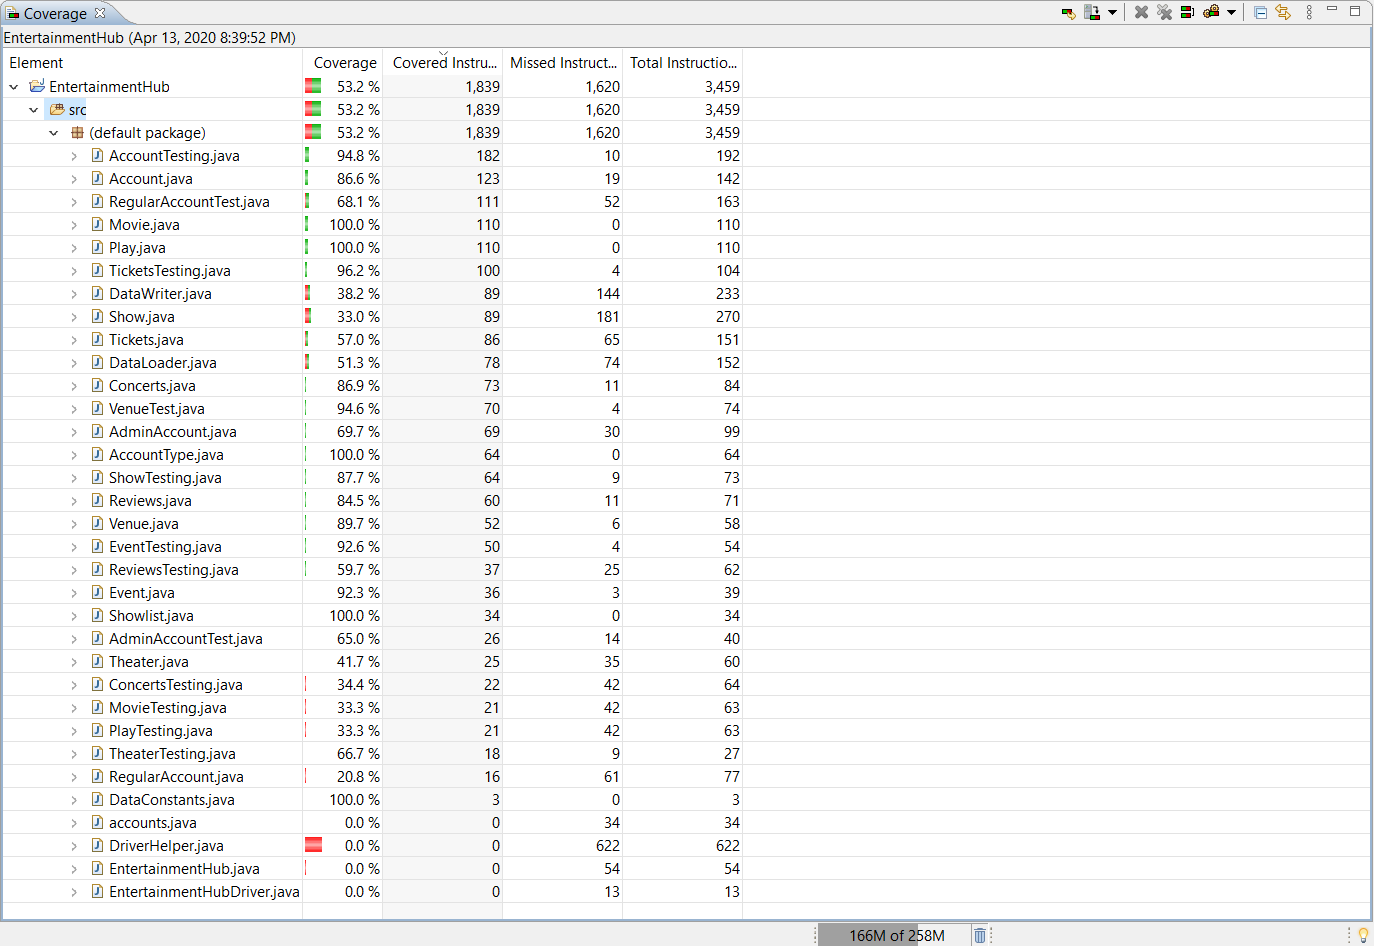 Coverage
EntertainmentHub (Apr 13, 2020 8:39:52 PM)
Element Coverage Covered Instru... Missed Instruct... Total Instructio...
EntertainmentHub 53.2 % 1,839 1,620 3,459
src 53.2 % 1,839 1,620 3,459
(default package) 53.2 % 1,839 1,620 3,459
AccountTesting.java 94.8 % 182 10 192
Account.java 86.6 % 123 19 142
RegularAccountTest.java 68.1 % 111 52 163
Movie.java 100.0 % 110 0 110
Play.java 100.0 % 110 0 110
TicketsTesting.java 96.2 % 100 4 104
DataWriter.java 38.2 % 89 144 233
Show.java 33.0 % 89 181 270
Tickets.java 57.0 % 86 65 151
DataLoader.java 51.3 % 78 74 152
Concerts.java 86.9 % 73 11 84
VenueTest.java 94.6 % 70 4 74
AdminAccount.java 69.7 % 69 30 99
AccountType.java 100.0 % 64 0 64
ShowTesting.java 87.7 % 64 9 73
Reviews.java 84.5 % 60 11 71
Venue.java 89.7 % 52 6 58
EventTesting.java 92.6 % 50 4 54
ReviewsTesting.java 59.7 % 37 25 62
Event.java 92.3 % 36 3 39
Showlist.java 100.0 % 34 0 34
AdminAccountTest.java 65.0 % 26 14 40
Theater.java 41.7 % 25 35 60
ConcertsTesting.java 34.4 % 22 42 64
MovieTesting.java 33.3 % 21 42 63
PlayTesting.java 33.3 % 21 42 63
TheaterTesting.java 66.7 % 18 9 27
RegularAccount.java 20.8 % 16 61 77
DataConstants.java 100.0 % 3 0 3
accounts.java 0.0 % 0 34 34
DriverHelper.java 0.0 % 0 622 622
EntertainmentHub.java 0.0 % 0 54 54
EntertainmentHubDriver.java 0.0 % 0 13 13
166M of 258M